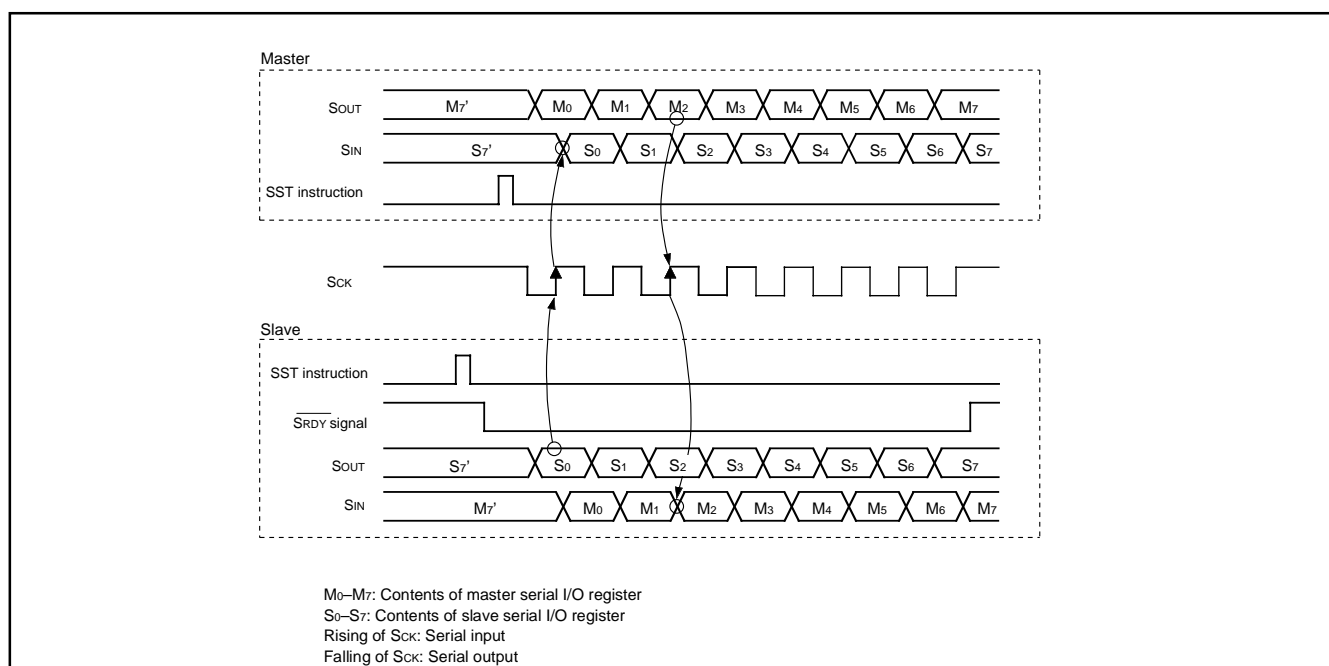 Master
SOUT M7’ M0 M1 M2 M3 M4 M5 M6 M7
SIN S7’ S0 S1 S2 S3 S4 S5 S6 S7
SST instruction
SCK
Slave
SST instruction
SRDY signal
SOUT S7’ S0 S1 S2 S3 S4 S5 S6 S7
SIN M7’ M0 M1 M2 M3 M4 M5 M6 M7
M0–M7: Contents of master serial I/O register
S0–S7: Contents of slave serial I/O register
Rising of SCK: Serial input
Falling of SCK: Serial output